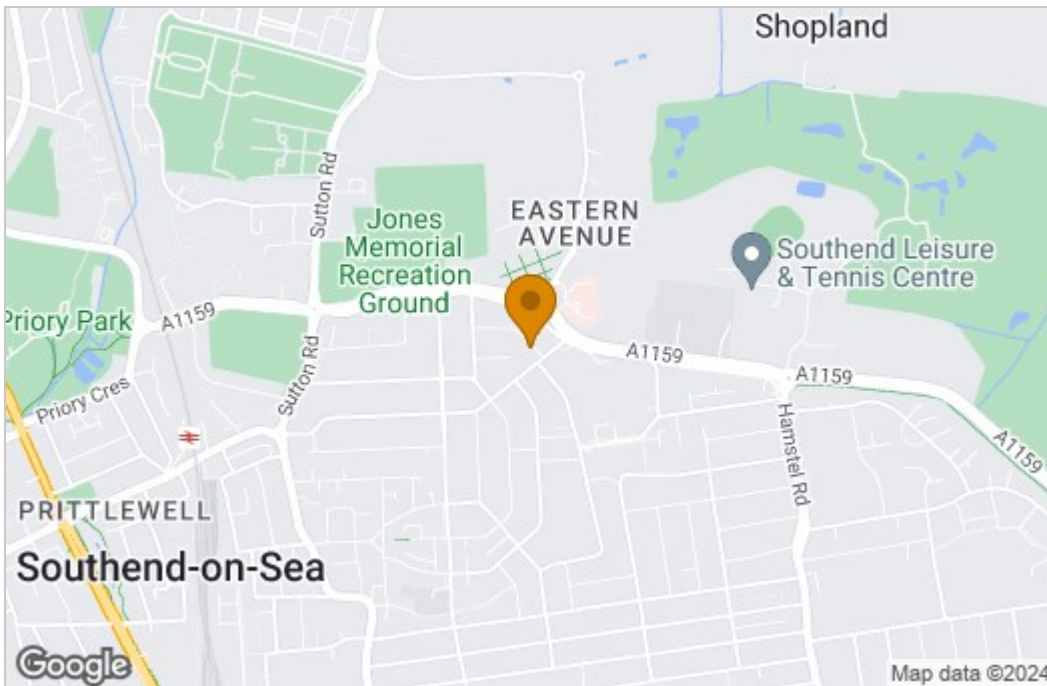 Shopland
Sutton Rd
EASTERN
AVENUE
Jones
Memorial
Recreation
Ground
Southend Leisure
& Tennis Centre
Priory Park
A1159
A1159
A1159
A1159
Sutton Rd
Priory Cres
Hamstel Rd
PRITTLEWELL
Southend-on-Sea
Google
Map data ©2024